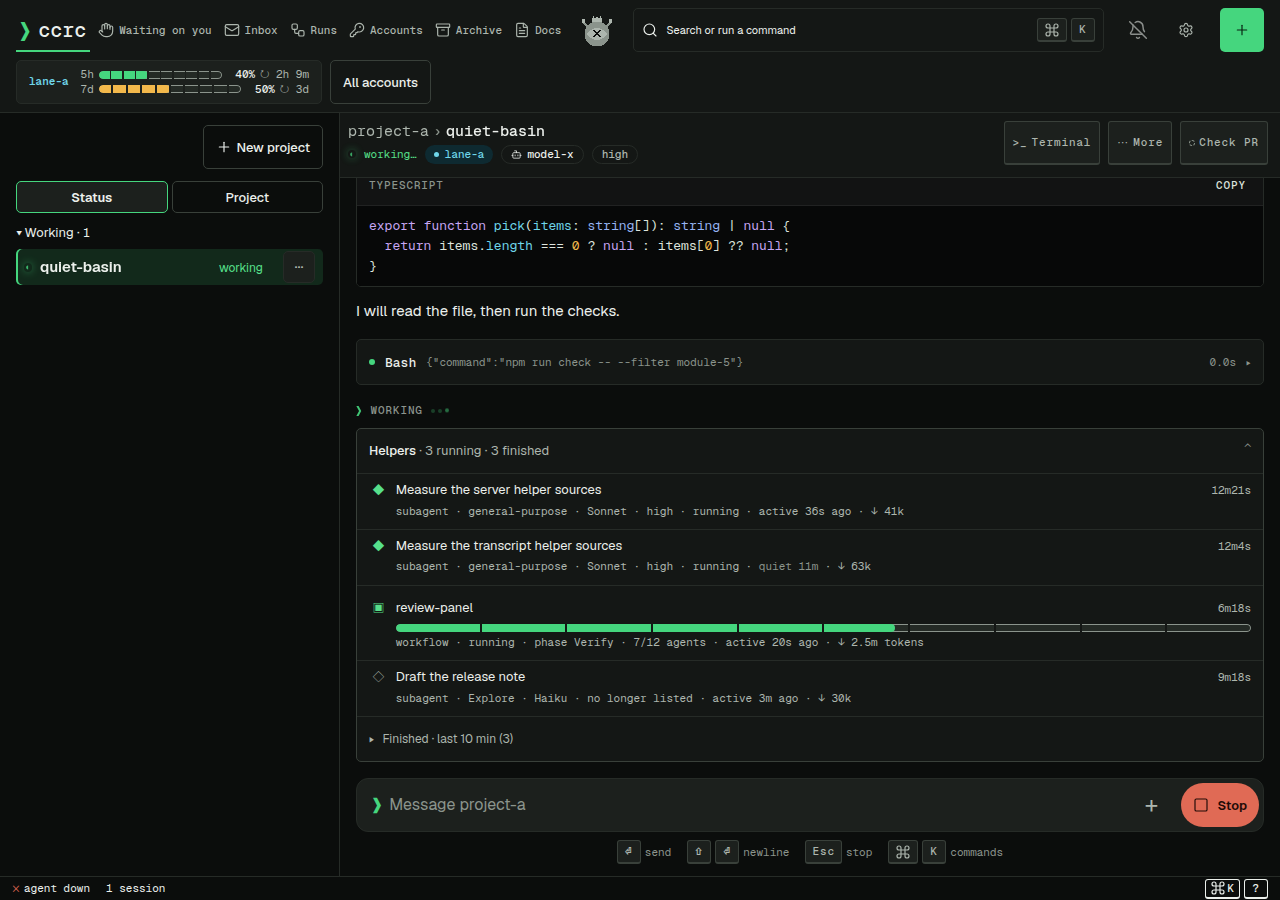 ❯ ccrc Waiting on you Inbox Runs Accounts Archive Docs Search or run a command ⌘ K +
lane-a 5h 40% ↻ 2h 9m
7d 50% ↻ 3d
All accounts
+ New project
Status Project
▾ Working · 1
quiet-basin working ···
project-a › quiet-basin
working… lane-a model-x high
>_ Terminal ··· More Check PR
TYPESCRIPT COPY
export function pick(items: string[]): string | null {
  return items.length === 0 ? null : items[0] ?? null;
}
I will read the file, then run the checks.
Bash {"command":"npm run check -- --filter module-5"} 0.0s ▸
❯ WORKING
Helpers · 3 running · 3 finished
Measure the server helper sources 12m21s
subagent · general-purpose · Sonnet · high · running · active 36s ago · ↓ 41k
Measure the transcript helper sources 12m4s
subagent · general-purpose · Sonnet · high · running · quiet 11m · ↓ 63k
review-panel 6m18s
workflow · running · phase Verify · 7/12 agents · active 20s ago · ↓ 2.5m tokens
Draft the release note 9m18s
subagent · Explore · Haiku · no longer listed · active 3m ago · ↓ 30k
▸ Finished · last 10 min (3)
❯ Message project-a + Stop
⏎ send ⇧ ⏎ newline Esc stop ⌘ K commands
× agent down 1 session ⌘K ?